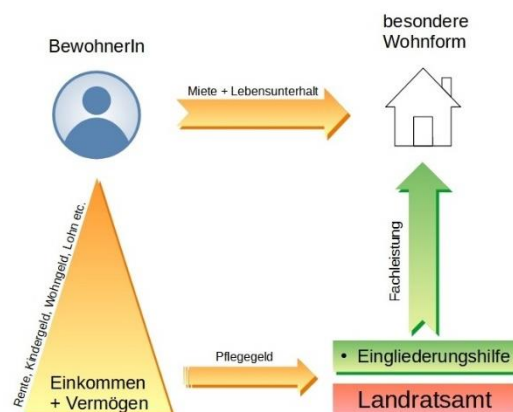 BewohnerIn
besondere
Wohnform
Miete + Lebensunterhalt
Rente, Kindergeld, Wohngeld, Lohn etc.
Einkommen
+ Vermögen
Pflegegeld
Fachleistung
• Eingliederungshilfe
Landratsamt